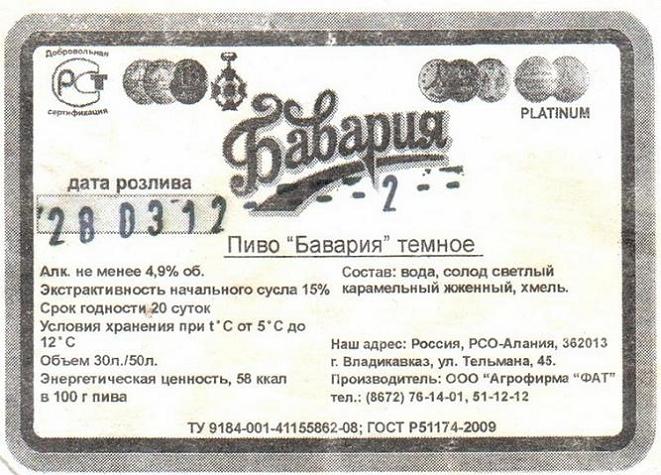 Добровольная
РСТ
сертификация
PLATINUM
Бавария
дата розлива
28 03 12
2
Пиво "Бавария" темное
Алк. не менее 4,9% об.
Экстрактивность начального сусла 15%
Срок годности 20 суток
Условия хранения при t°С от 5°С до
12°С
Объем 30л./50л.
Энергетическая ценность, 58 ккал
в 100 г пива
Состав: вода, солод светлый
карамельный жженный, хмель.
Наш адрес: Россия, РСО-Алания, 362013
г. Владикавказ, ул. Тельмана, 45.
Производитель: ООО "Агрофирма "ФАТ"
тел.: (8672) 76-14-01, 51-12-12
ТУ 9184-001-41155862-08; ГОСТ Р51174-2009